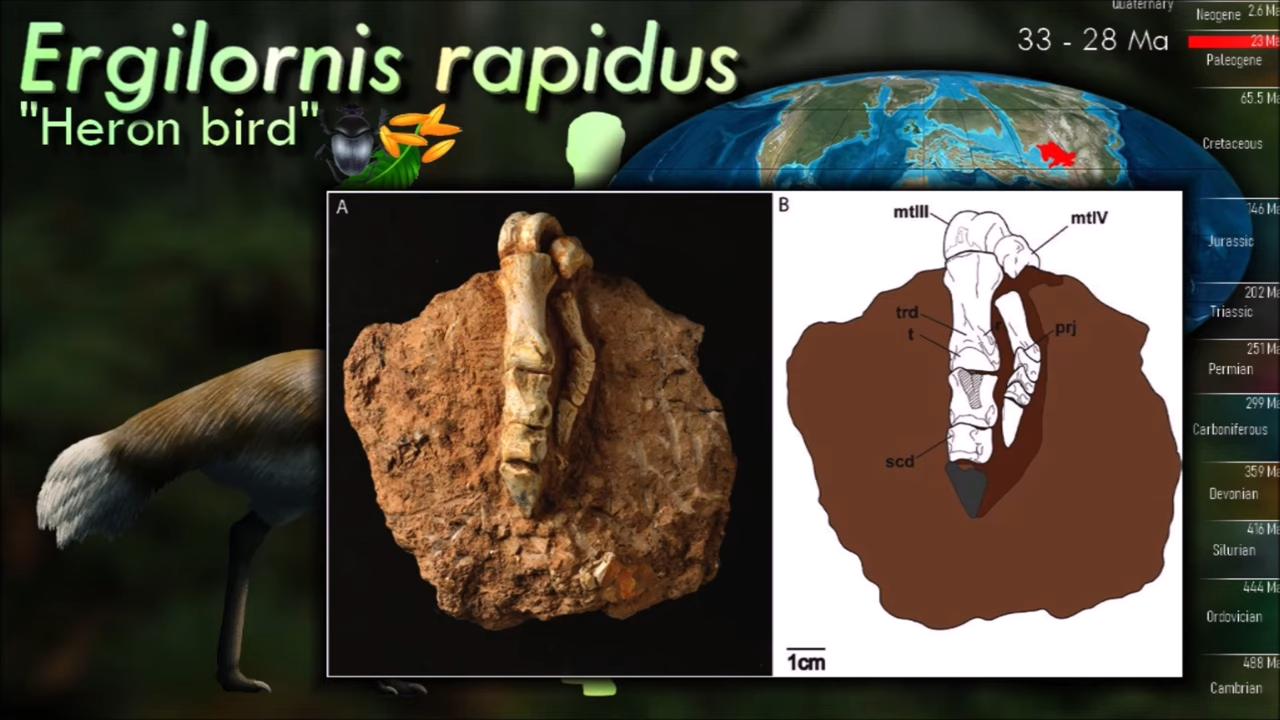 Ergilornis rapidus
"Heron bird"
33 - 28 Ma
Quaternary
2.6 Ma
Neogene
23 Ma
Paleogene
65.5 Ma
Cretaceous
146 Ma
Jurassic
202 Ma
Triassic
251 Ma
Permian
299 Ma
Carboniferous
359 Ma
Devonian
416 Ma
Silurian
444 Ma
Ordovician
488 Ma
Cambrian
A
B
mtIII
mtIV
trd
r
t
prj
scd
1cm